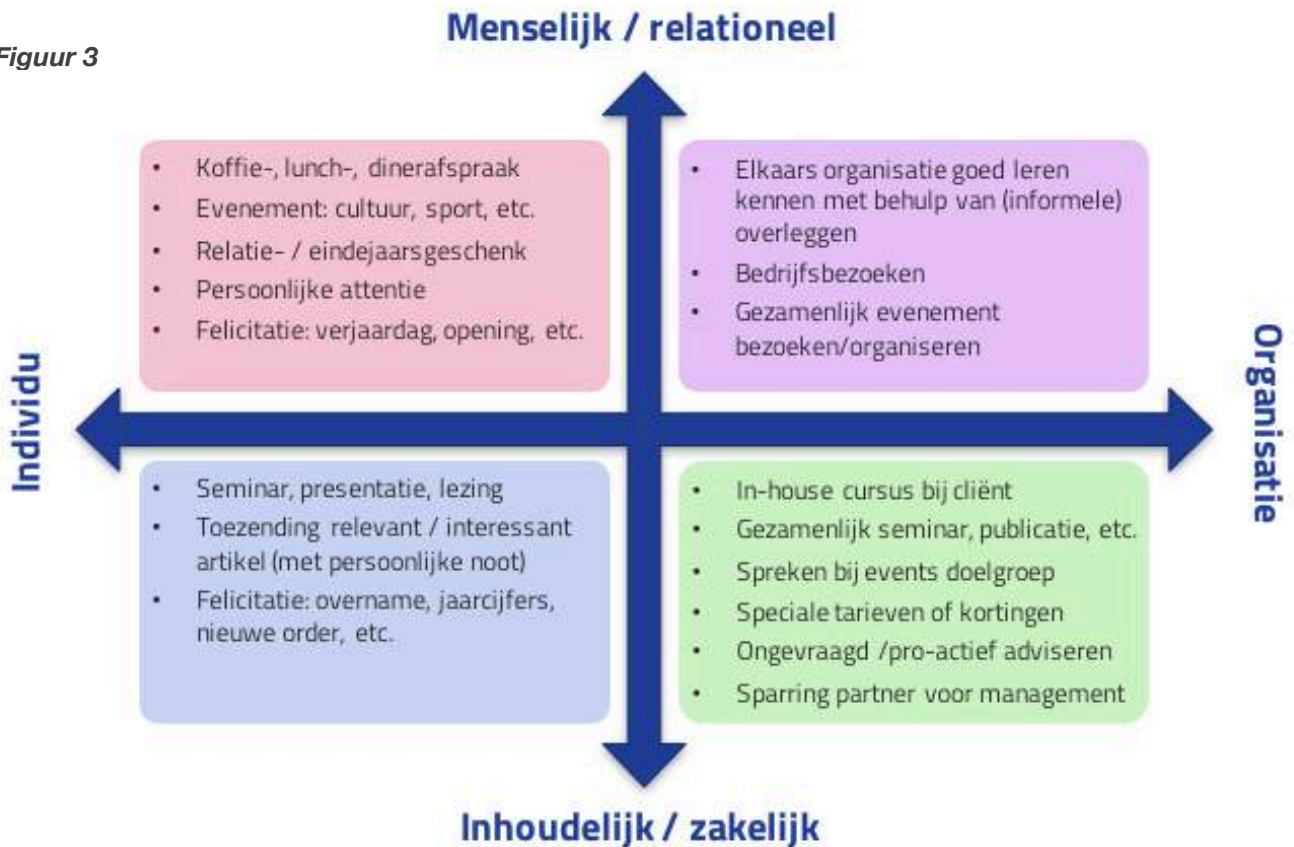 Menselijk / relationeel
Figuur 3
• Koffie-, lunch-, dinerafspraak
• Evenement: cultuur, sport, etc.
• Relatie- / eindejaarsgeschenk
• Persoonlijke attentie
• Felicitatie: verjaardag, opening, etc.
• Elkaars organisatie goed leren
kennen met behulp van (informele)
overleggen
• Bedrijfsbezoeken
• Gezamenlijk evenement
bezoeken/organiseren
Individu
Organisatie
• Seminar, presentatie, lezing
• Toezending relevant / interessant
artikel (met persoonlijke noot)
• Felicitatie: overname, jaarcijfers,
nieuwe order, etc.
• In-house cursus bij cliënt
• Gezamenlijk seminar, publicatie, etc.
• Spreken bij events doelgroep
• Speciale tarieven of kortingen
• Ongevraagd /pro-actief adviseren
• Sparring partner voor management
Inhoudelijk / zakelijk